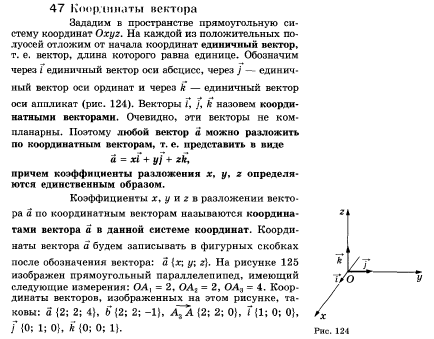 47 Координаты вектора
Зададим в пространстве прямоугольную си-
стему координат Oxyz. На каждой из положительных по-
луосей отложим от начала координат единичный вектор,
т. е. вектор, длина которого равна единице. Обозначим
через i⃗ единичный вектор оси абсцисс, через j⃗ — единич-
ный вектор оси ординат и через k⃗ — единичный вектор
оси аппликат (рис. 124). Векторы i⃗, j⃗, k⃗ назовем коорди-
натными векторами. Очевидно, эти векторы не ком-
планарны. Поэтому любой вектор a⃗ можно разложить
по координатным векторам, т. е. представить в виде
a⃗ = xi⃗ + yj⃗ + zk⃗,
причем коэффициенты разложения x, y, z определя-
ются единственным образом.
Коэффициенты x, y и z в разложении векто-
ра a⃗ по координатным векторам называются координа-
тами вектора a⃗ в данной системе координат. Коорди-
наты вектора a⃗ будем записывать в фигурных скобках
после обозначения вектора: a⃗ {x; y; z}. На рисунке 125
изображен прямоугольный параллелепипед, имеющий
следующие измерения: OA₁ = 2, OA₂ = 2, OA₃ = 4. Коор-
динаты векторов, изображенных на этом рисунке, та-
ковы: a⃗ {2; 2; 4}, b⃗ {2; 2; −1}, A₃A⃗ {2; 2; 0}, i⃗ {1; 0; 0},
j⃗ {0; 1; 0}, k⃗ {0; 0; 1}.
z
k⃗
j⃗
i⃗
O
y
x
Рис. 124